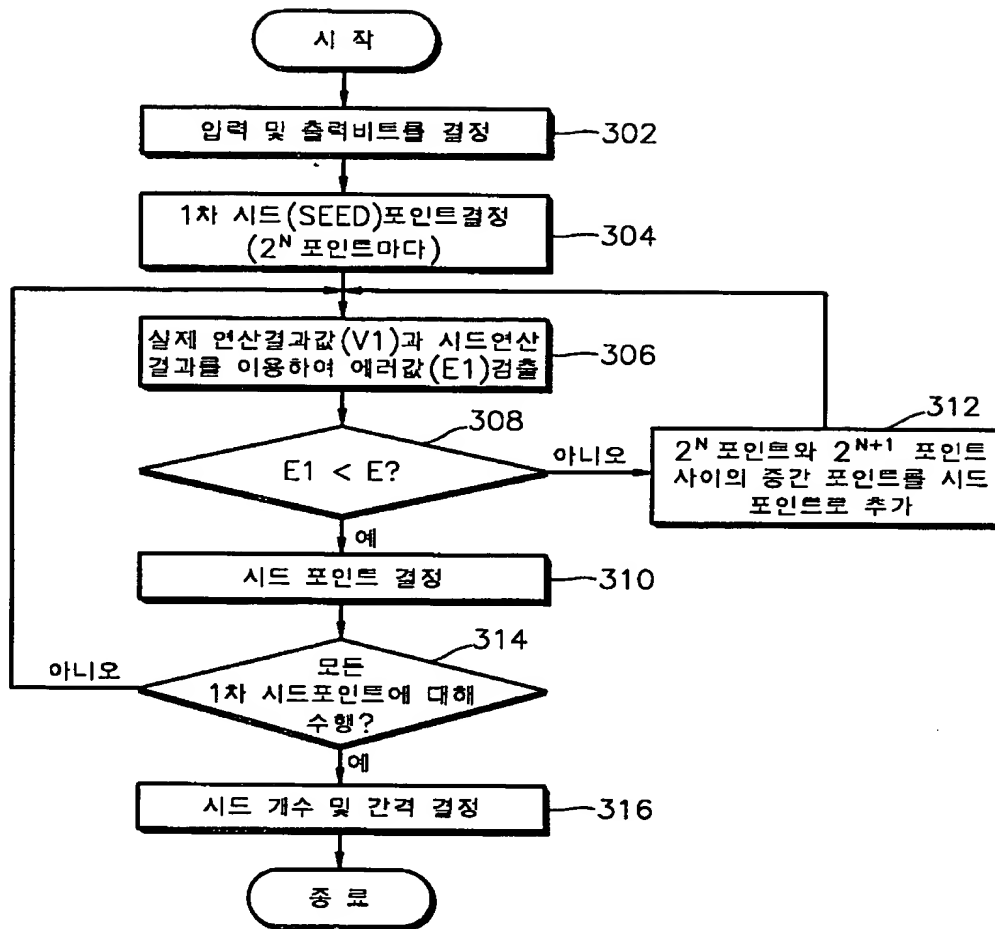 시 작
입력 및 출력비트를 결정
302
1차 시드(SEED)포인트결정
(2^N 포인트마다)
304
실제 연산결과값(V1)과 시드연산
결과를 이용하여 에러값(E1)검출
306
308
E1 < E?
아니오
312
2^N 포인트와 2^{N+1} 포인트
사이의 중간 포인트를 시드
포인트로 추가
예
시드 포인트 결정
310
314
아니오
모든
1차 시드포인트에 대해
수행?
예
시드 개수 및 간격 결정
316
종 료